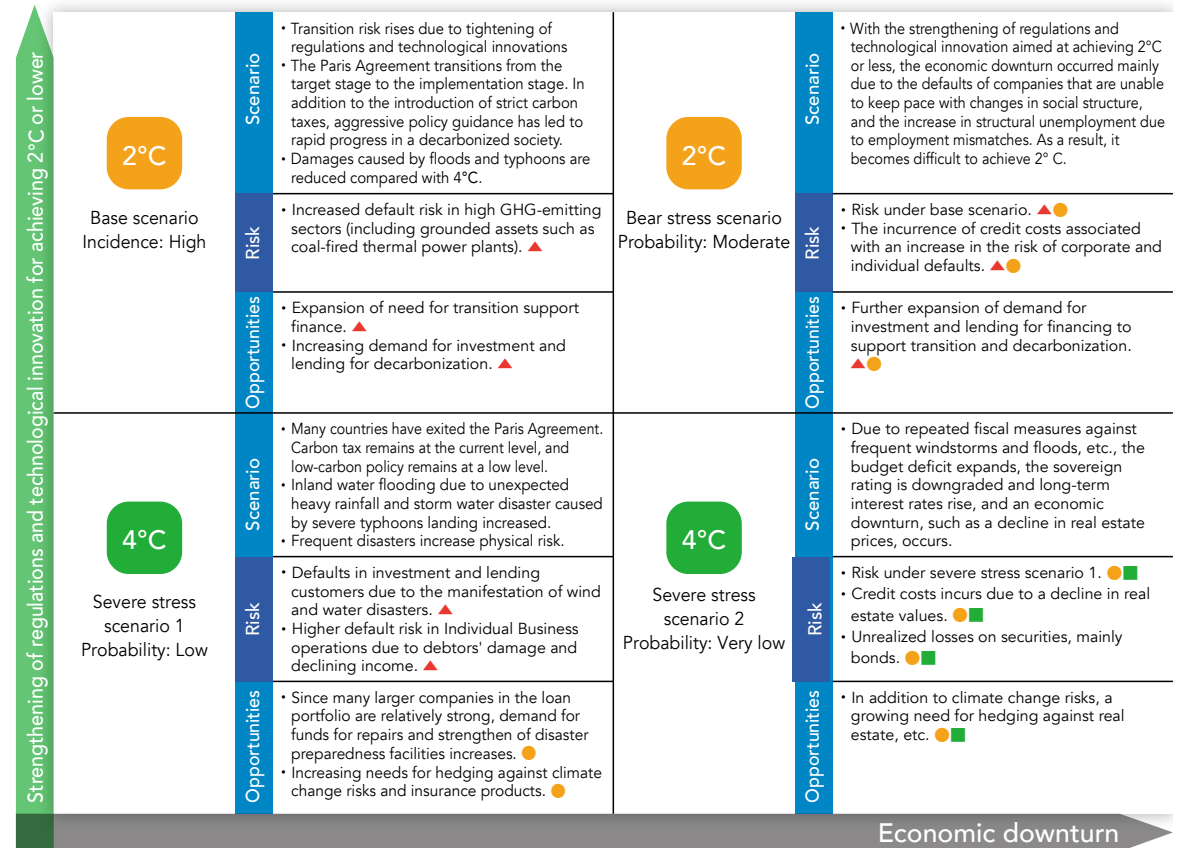 Strengthening of regulations and technological innovation for achieving 2°C or lower
2°C
Base scenario
Incidence: High
Scenario
• Transition risk rises due to tightening of
regulations and technological innovations
• The Paris Agreement transitions from the
target stage to the implementation stage. In
addition to the introduction of strict carbon
taxes, aggressive policy guidance has led to
rapid progress in a decarbonized society.
• Damages caused by floods and typhoons are
reduced compared with 4°C.
Risk
• Increased default risk in high GHG-emitting
sectors (including grounded assets such as
coal-fired thermal power plants). ▲
Opportunities
• Expansion of need for transition support
finance. ▲
• Increasing demand for investment and
lending for decarbonization. ▲
2°C
Bear stress scenario
Probability: Moderate
Scenario
• With the strengthening of regulations and
technological innovation aimed at achieving 2°C
or less, the economic downturn occurred mainly
due to the defaults of companies that are unable
to keep pace with changes in social structure,
and the increase in structural unemployment due
to employment mismatches. As a result, it
becomes difficult to achieve 2° C.
Risk
• Risk under base scenario. ▲●
• The incurrence of credit costs associated
with an increase in the risk of corporate and
individual defaults. ▲●
Opportunities
• Further expansion of demand for
investment and lending for financing to
support transition and decarbonization.
▲●
4°C
Severe stress
scenario 1
Probability: Low
Scenario
• Many countries have exited the Paris Agreement.
Carbon tax remains at the current level, and
low-carbon policy remains at a low level.
• Inland water flooding due to unexpected
heavy rainfall and storm water disaster caused
by severe typhoons landing increased.
• Frequent disasters increase physical risk.
Risk
• Defaults in investment and lending
customers due to the manifestation of wind
and water disasters. ▲
• Higher default risk in Individual Business
operations due to debtors' damage and
declining income. ▲
Opportunities
• Since many larger companies in the loan
portfolio are relatively strong, demand for
funds for repairs and strengthen of disaster
preparedness facilities increases. ●
• Increasing needs for hedging against climate
change risks and insurance products. ●
4°C
Severe stress
scenario 2
Probability: Very low
Scenario
• Due to repeated fiscal measures against
frequent windstorms and floods, etc., the
budget deficit expands, the sovereign
rating is downgraded and long-term
interest rates rise, and an economic
downturn, such as a decline in real estate
prices, occurs.
Risk
• Risk under severe stress scenario 1. ●■
• Credit costs incurs due to a decline in real
estate values. ●■
• Unrealized losses on securities, mainly
bonds. ●■
Opportunities
• In addition to climate change risks, a
growing need for hedging against real
estate, etc. ●■
Economic downturn